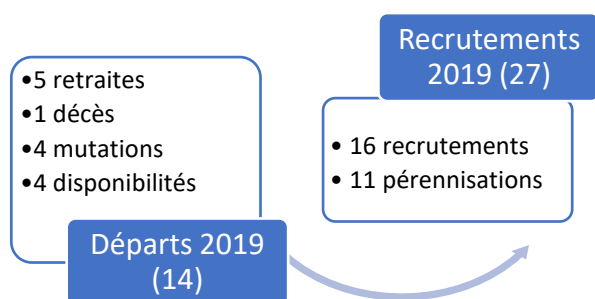 •5 retraites
•1 décès
•4 mutations
•4 disponibilités
Départs 2019
(14)
Recrutements
2019 (27)
• 16 recrutements
• 11 pérennisations